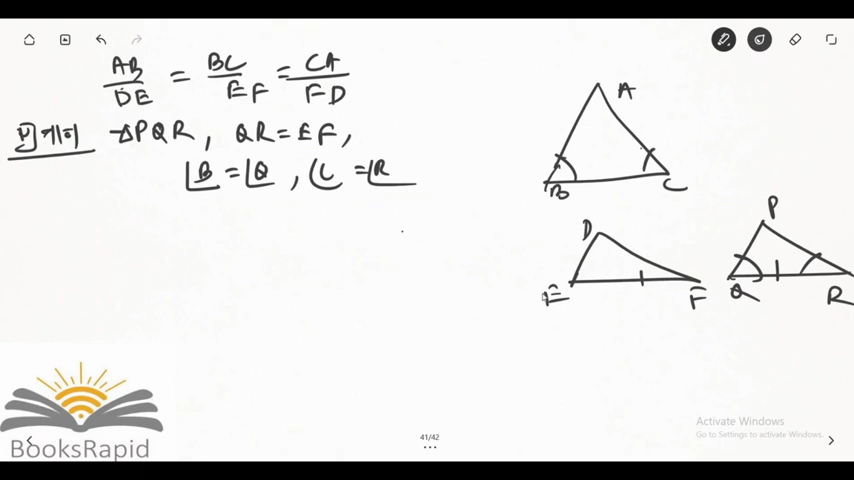 AB/DE = BC/EF = CA/FD
ΔPQR, QR = EF,
∠B = ∠Q, ∠C = ∠R
A
B
C
D
E
F
P
Q
R
BooksRapid
41/42
Activate Windows
Go to Settings to activate Windows.